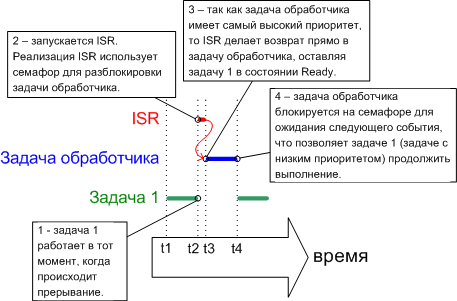 3 – так как задача обработчика
имеет самый высокий приоритет,
то ISR делает возврат прямо в
задачу обработчика, оставляя
задачу 1 в состоянии Ready.
2 – запускается ISR.
Реализация ISR использует
семафор для разблокировки
задачи обработчика.
4 – задача обработчика
блокируется на семафоре для
ожидания следующего события,
что позволяет задаче 1 (задаче с
низким приоритетом) продолжить
выполнение.
ISR
Задача обработчика
Задача 1
1 - задача 1
работает в тот
момент, когда
происходит
прерывание.
t1 t2 t3 t4
время